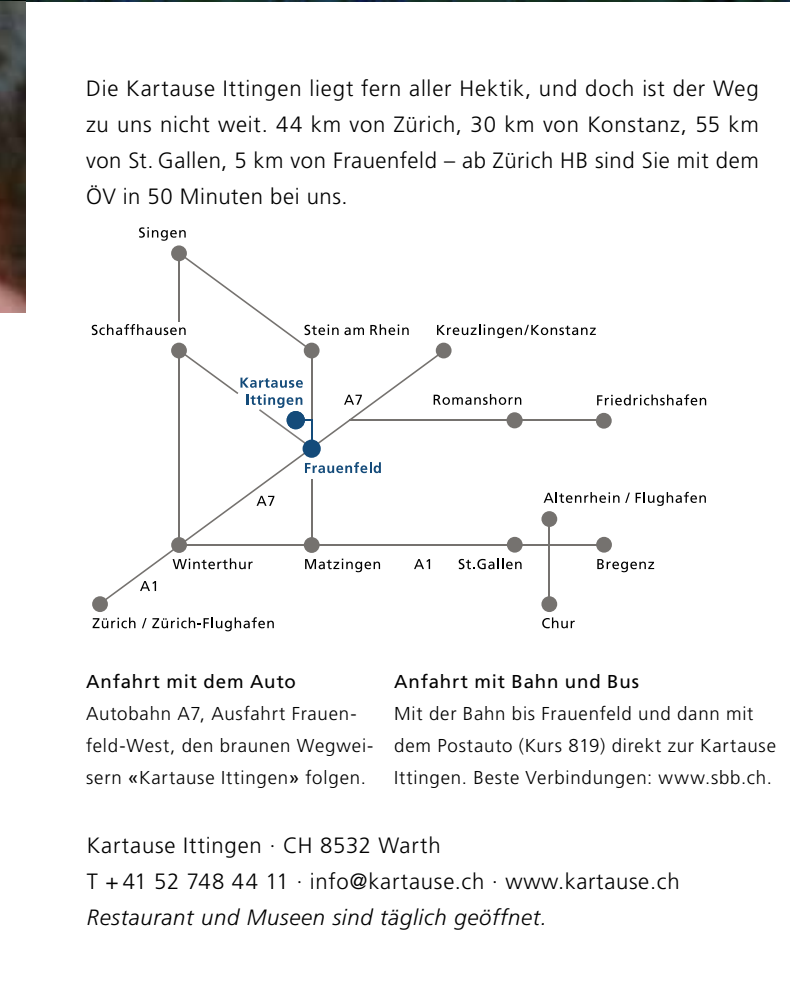 Die Kartause Ittingen liegt fern aller Hektik, und doch ist der Weg
zu uns nicht weit. 44 km von Zürich, 30 km von Konstanz, 55 km
von St. Gallen, 5 km von Frauenfeld – ab Zürich HB sind Sie mit dem
ÖV in 50 Minuten bei uns.
Singen
Schaffhausen
Stein am Rhein
Kreuzlingen/Konstanz
Kartause
Ittingen
A7
Romanshorn
Friedrichshafen
Frauenfeld
A7
Altenrhein / Flughafen
Winterthur
Matzingen
A1
St.Gallen
Bregenz
A1
Zürich / Zürich-Flughafen
Chur
Anfahrt mit dem Auto
Autobahn A7, Ausfahrt Frauen-
feld-West, den braunen Wegwei-
sern «Kartause Ittingen» folgen.
Anfahrt mit Bahn und Bus
Mit der Bahn bis Frauenfeld und dann mit
dem Postauto (Kurs 819) direkt zur Kartause
Ittingen. Beste Verbindungen: www.sbb.ch.
Kartause Ittingen · CH 8532 Warth
T +41 52 748 44 11 · info@kartause.ch · www.kartause.ch
Restaurant und Museen sind täglich geöffnet.